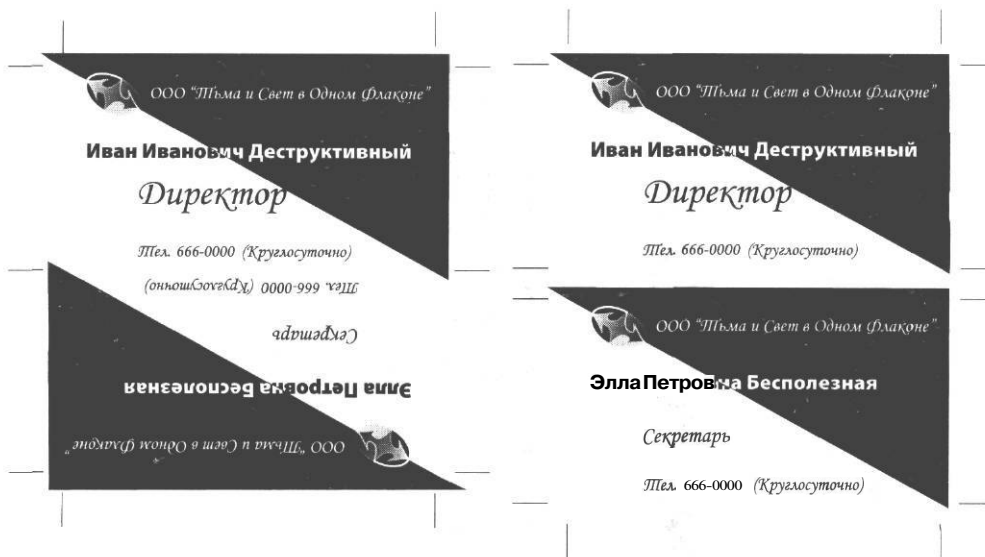 ООО “Тьма и Свет в Одном Флаконе”
Иван Иванович Деструктивный
Директор
Тел. 666-0000 (Круглосуточно)
Тел. 666-0000 (Круглосуточно)
Секретарь
Элла Петровна Бесполезная
ООО “Тьма и Свет в Одном Флаконе”
ООО “Тьма и Свет в Одном Флаконе”
Иван Иванович Деструктивный
Директор
Тел. 666-0000 (Круглосуточно)
ООО “Тьма и Свет в Одном Флаконе”
Элла Петровна Бесполезная
Секретарь
Тел. 666-0000 (Круглосуточно)